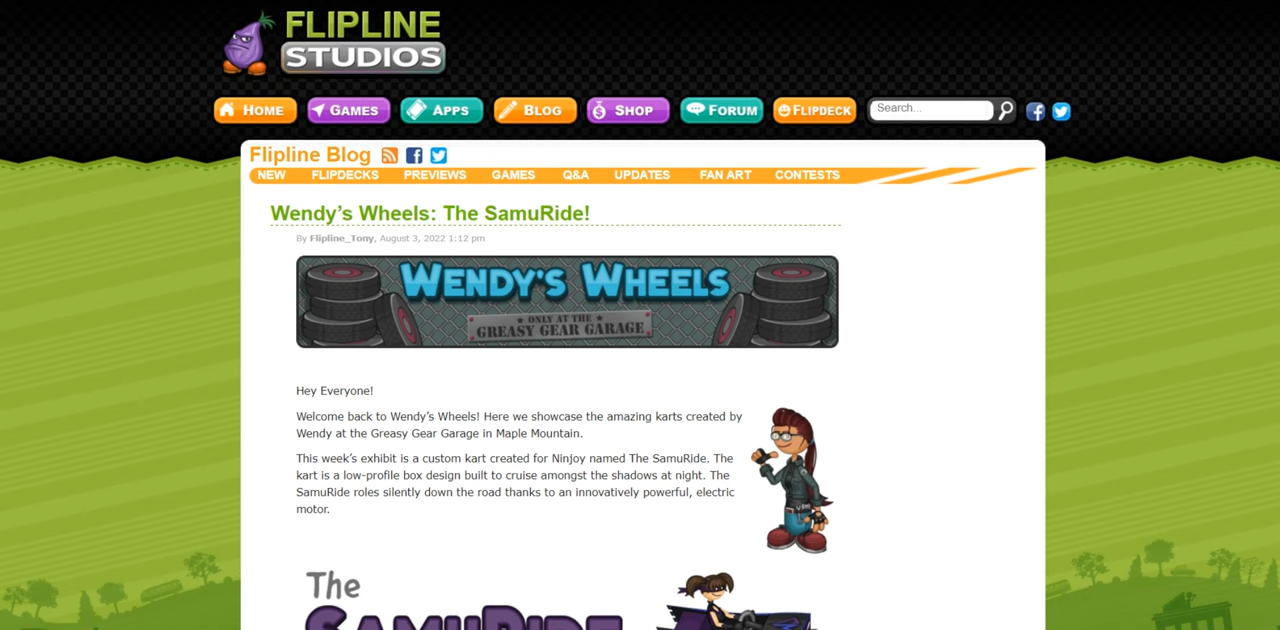 FLIPLINE
STUDIOS
HOME GAMES APPS BLOG SHOP FORUM FLIPDECK Search...
Flipline Blog
NEW FLIPDECKS PREVIEWS GAMES Q&A UPDATES FAN ART CONTESTS
Wendy’s Wheels: The SamuRide!
By Flipline_Tony, August 3, 2022 1:12 pm
WENDY'S WHEELS
★ ONLY AT THE ★
GREASY GEAR GARAGE
Hey Everyone!
Welcome back to Wendy’s Wheels! Here we showcase the amazing karts created by
Wendy at the Greasy Gear Garage in Maple Mountain.
This week’s exhibit is a custom kart created for Ninjoy named The SamuRide. The
kart is a low-profile box design built to cruise amongst the shadows at night. The
SamuRide roles silently down the road thanks to an innovatively powerful, electric
motor.
The
SAMURIDE